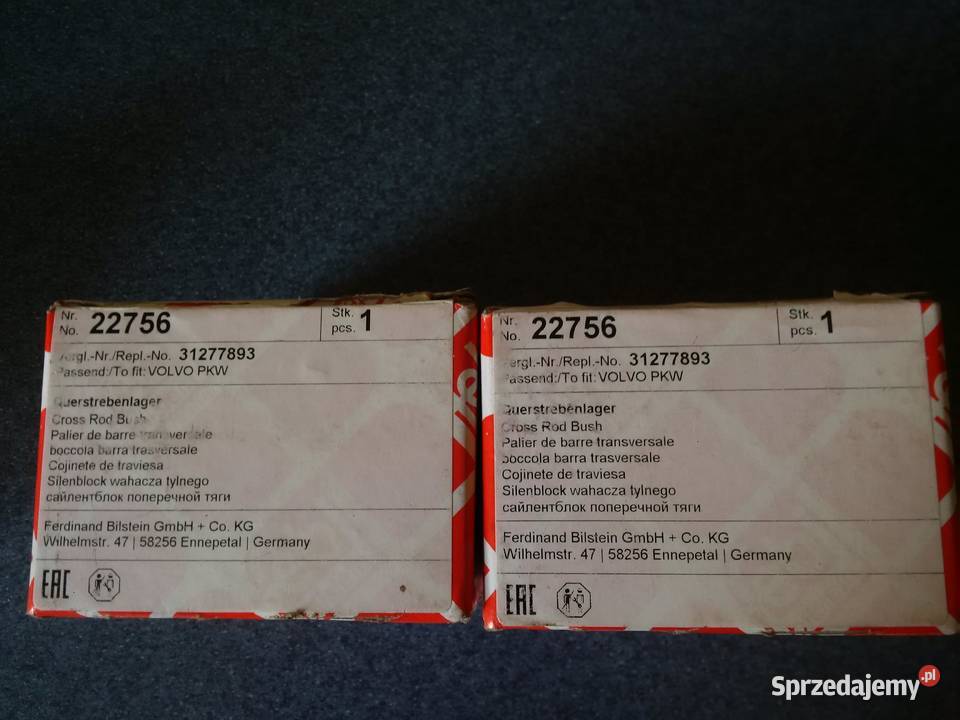 Nr. No. 22756 Stk. pcs. 1
Vergl.-Nr./Repl.-No. 31277893
Passend:/To fit: VOLVO PKW
Querstrebenlager
Cross Rod Bush
Palier de barre transversale
boccola barra trasversale
Cojinete de traviesa
Silenblock wahacza tylnego
сайлентблок поперечной тяги
Ferdinand Bilstein GmbH + Co. KG
Wilhelmstr. 47 | 58256 Ennepetal | Germany
EAC
Nr. No. 22756 Stk. pcs. 1
Vergl.-Nr./Repl.-No. 31277893
Passend:/To fit: VOLVO PKW
Querstrebenlager
Cross Rod Bush
Palier de barre transversale
boccola barra trasversale
Cojinete de traviesa
Silenblock wahacza tylnego
сайлентблок поперечной тяги
Ferdinand Bilstein GmbH + Co. KG
Wilhelmstr. 47 | 58256 Ennepetal | Germany
EAC
Sprzedajemy.pl